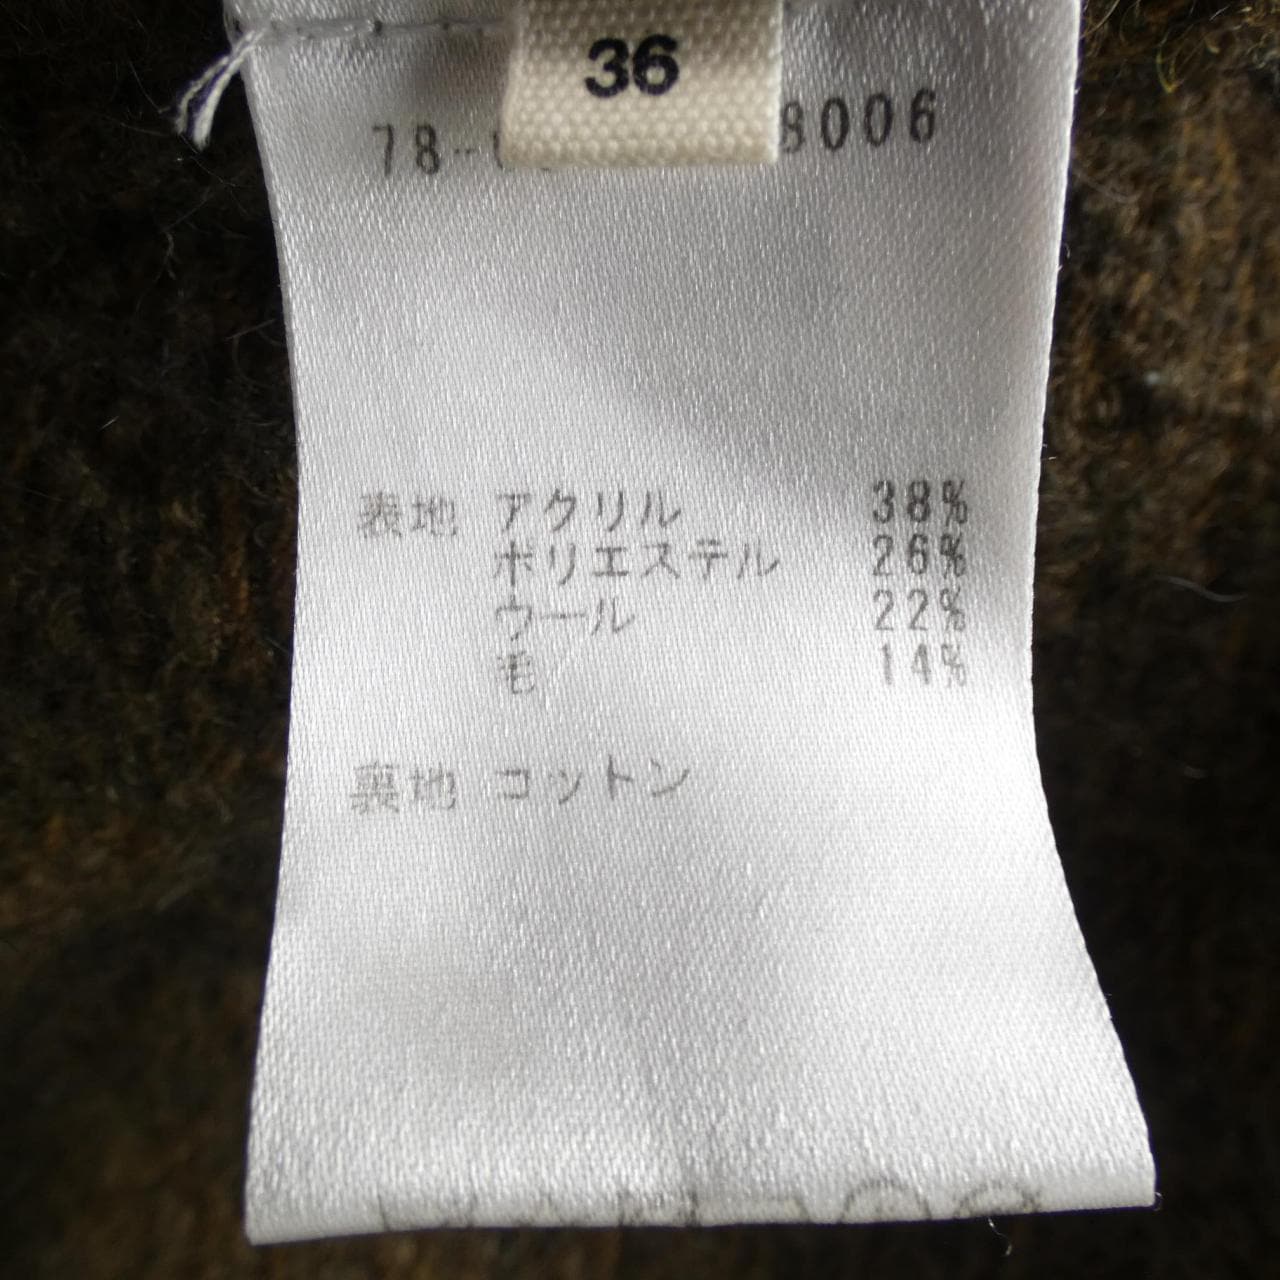 36
78- 8006
表地 アクリル 38%
ポリエステル 26%
ウール 22%
毛 14%
裏地 コットン